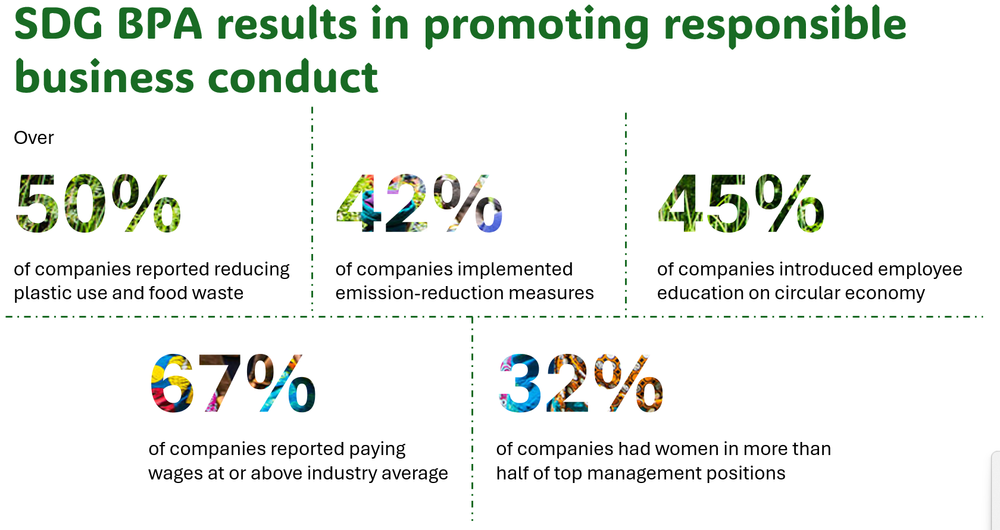 SDG BPA results in promoting responsible
business conduct
Over
50%
of companies reported reducing
plastic use and food waste
42%
of companies implemented
emission-reduction measures
45%
of companies introduced employee
education on circular economy
67%
of companies reported paying
wages at or above industry average
32%
of companies had women in more than
half of top management positions